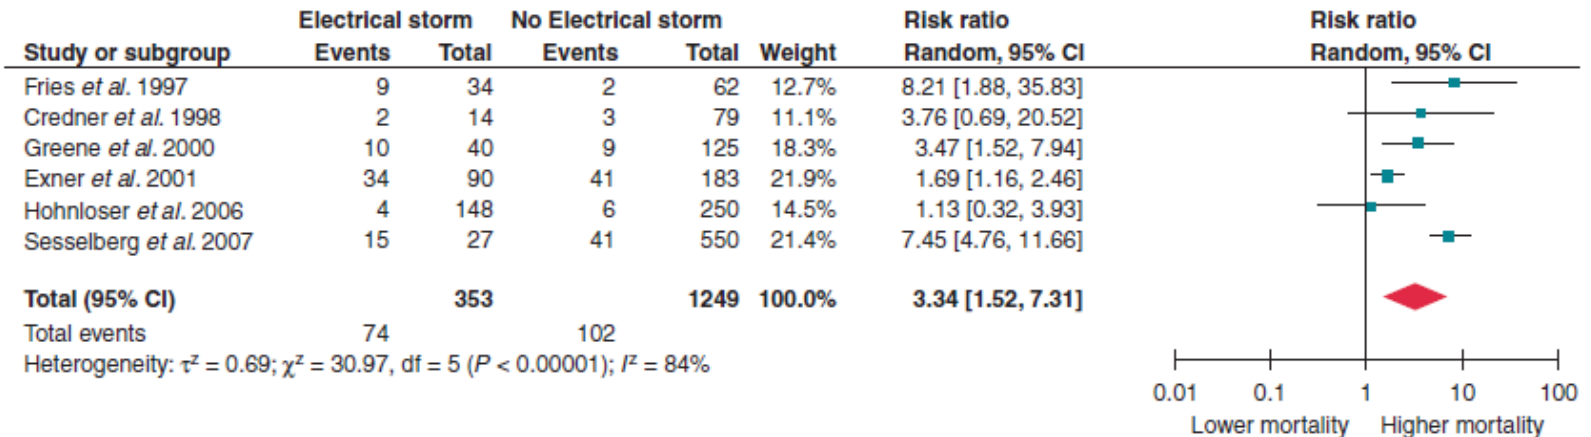 Electrical storm No Electrical storm Risk ratio Risk ratio
Study or subgroup Events Total Events Total Weight Random, 95% CI Random, 95% CI
Fries et al. 1997 9 34 2 62 12.7% 8.21 [1.88, 35.83]
Credner et al. 1998 2 14 3 79 11.1% 3.76 [0.69, 20.52]
Greene et al. 2000 10 40 9 125 18.3% 3.47 [1.52, 7.94]
Exner et al. 2001 34 90 41 183 21.9% 1.69 [1.16, 2.46]
Hohnloser et al. 2006 4 148 6 250 14.5% 1.13 [0.32, 3.93]
Sesselberg et al. 2007 15 27 41 550 21.4% 7.45 [4.76, 11.66]
Total (95% CI) 353 1249 100.0% 3.34 [1.52, 7.31]
Total events 74 102
Heterogeneity: τᶻ = 0.69; χᶻ = 30.97, df = 5 (P < 0.00001); Iᶻ = 84%
0.01 0.1 1 10 100
Lower mortality Higher mortality